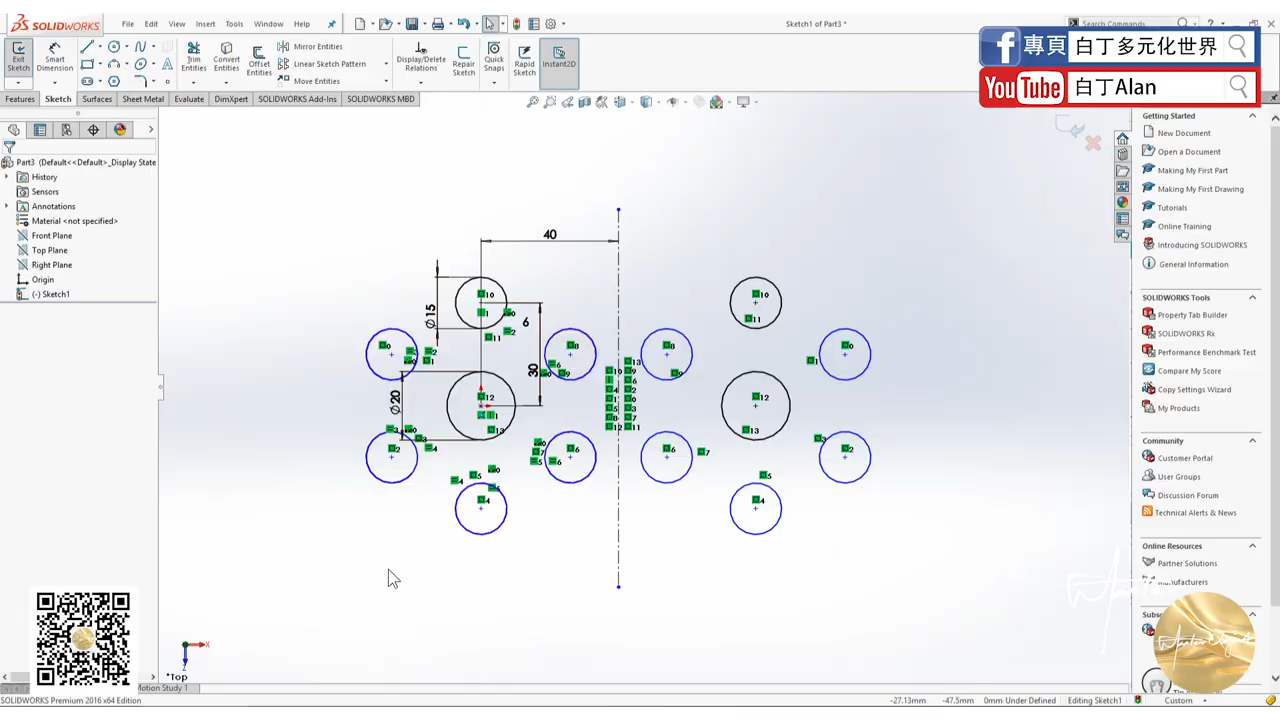 SOLIDWORKS File Edit View Insert Tools Window Help Sketch1 of Part3 * Search Commands
專頁 白丁多元化世界
YouTube 白丁Alan
Exit Sketch Smart Dimension Trim Entities Convert Entities Offset Entities Mirror Entities Linear Sketch Pattern Move Entities Display/Delete Relations Repair Sketch Quick Snaps Rapid Sketch Instant2D
Features Sketch Surfaces Sheet Metal Evaluate DimXpert SOLIDWORKS Add-Ins SOLIDWORKS MBD
Part3 (Default<<Default>_Display State
History
Sensors
Annotations
Material <not specified>
Front Plane
Top Plane
Right Plane
Origin
(-) Sketch1
40
Ø15
6
30
Ø20
Getting Started
New Document
Open a Document
Making My First Part
Making My First Drawing
Tutorials
Online Training
Introducing SOLIDWORKS
General Information
SOLIDWORKS Tools
Property Tab Builder
SOLIDWORKS Rx
Performance Benchmark Test
Compare My Score
Copy Settings Wizard
My Products
Community
Customer Portal
User Groups
Discussion Forum
Technical Alerts & News
Online Resources
Partner Solutions
Manufacturers
*Top
Motion Study 1
SOLIDWORKS Premium 2016 x64 Edition -27.13mm -47.5mm 0mm Under Defined Editing Sketch1 Custom